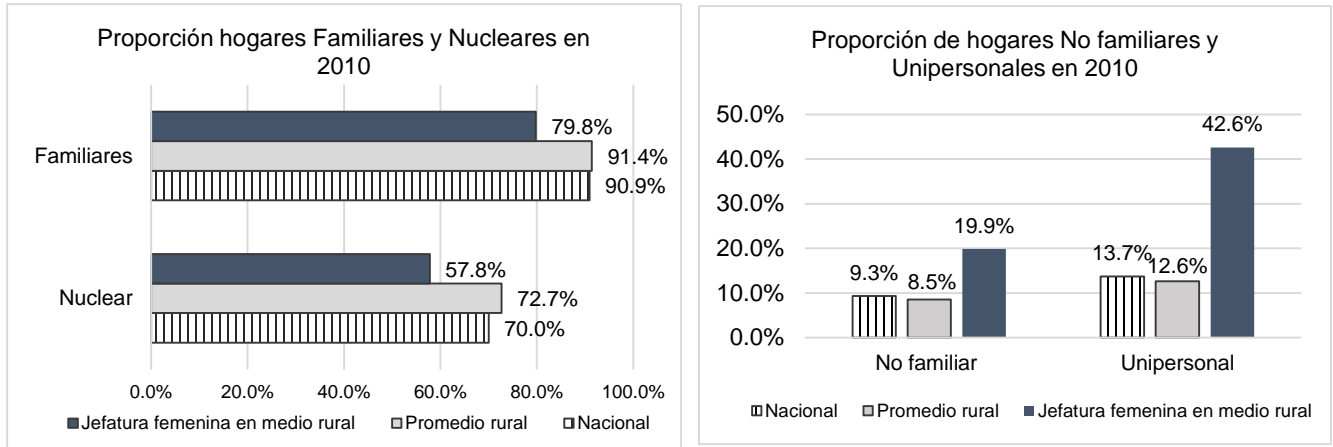 Proporción hogares Familiares y Nucleares en
2010
Familiares
79.8%
91.4%
90.9%
Nuclear
57.8%
72.7%
70.0%
0.0% 20.0% 40.0% 60.0% 80.0% 100.0%
Jefatura femenina en medio rural Promedio rural Nacional
Proporción de hogares No familiares y
Unipersonales en 2010
50.0%
40.0%
30.0%
20.0%
10.0%
0.0%
9.3% 8.5% 19.9%
13.7% 12.6% 42.6%
No familiar Unipersonal
Nacional Promedio rural Jefatura femenina en medio rural